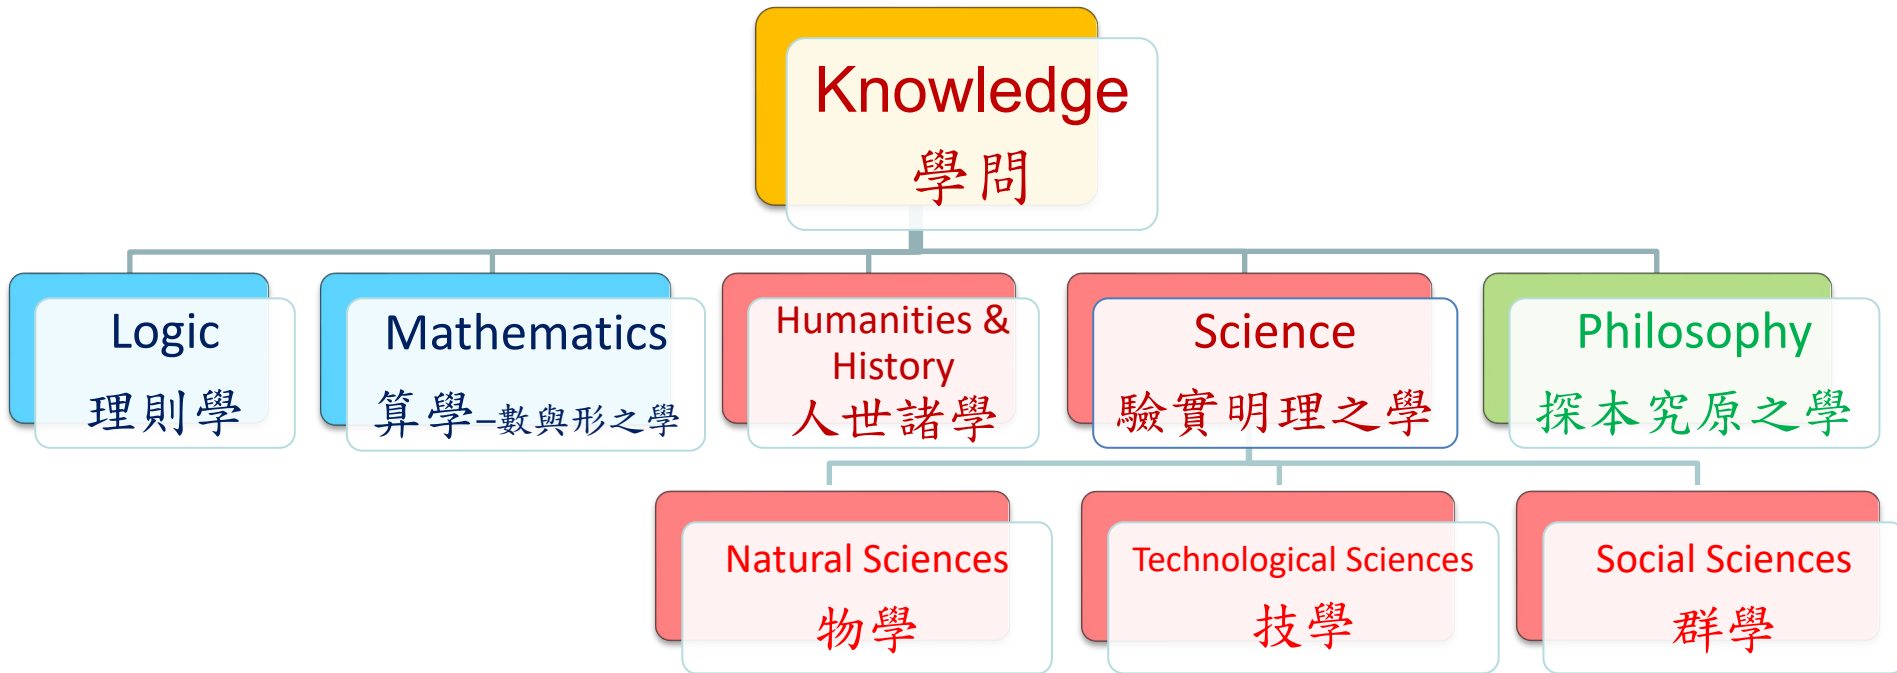 Knowledge
學問
Logic
理則學
Mathematics
算學-數與形之學
Humanities &
History
人世諸學
Science
驗實明理之學
Philosophy
探本究原之學
Natural Sciences
物學
Technological Sciences
技學
Social Sciences
群學